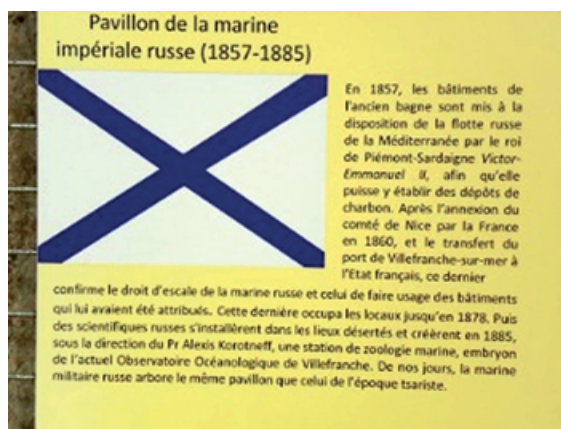 Pavillon de la marine
impériale russe (1857-1885)
En 1857, les bâtiments de
l'ancien bagne sont mis à la
disposition de la flotte russe
de la Méditerranée par le roi
de Piémont-Sardaigne Victor-
Emmanuel II, afin qu'elle
puisse y établir des dépôts de
charbon. Après l'annexion du
comté de Nice par la France
en 1860, et le transfert du
port de Villefranche-sur-mer à
l'Etat français, ce dernier
confirme le droit d'escale de la marine russe et celui de faire usage des bâtiments
qui lui avaient été attribués. Cette dernière occupa les locaux jusqu'en 1878. Puis
des scientifiques russes s'installèrent dans les lieux désertés et créèrent en 1885,
sous la direction du Pr Alexis Korotneff, une station de zoologie marine, embryon
de l'actuel Observatoire Océanologique de Villefranche. De nos jours, la marine
militaire russe arbore le même pavillon que celui de l'époque tsariste.